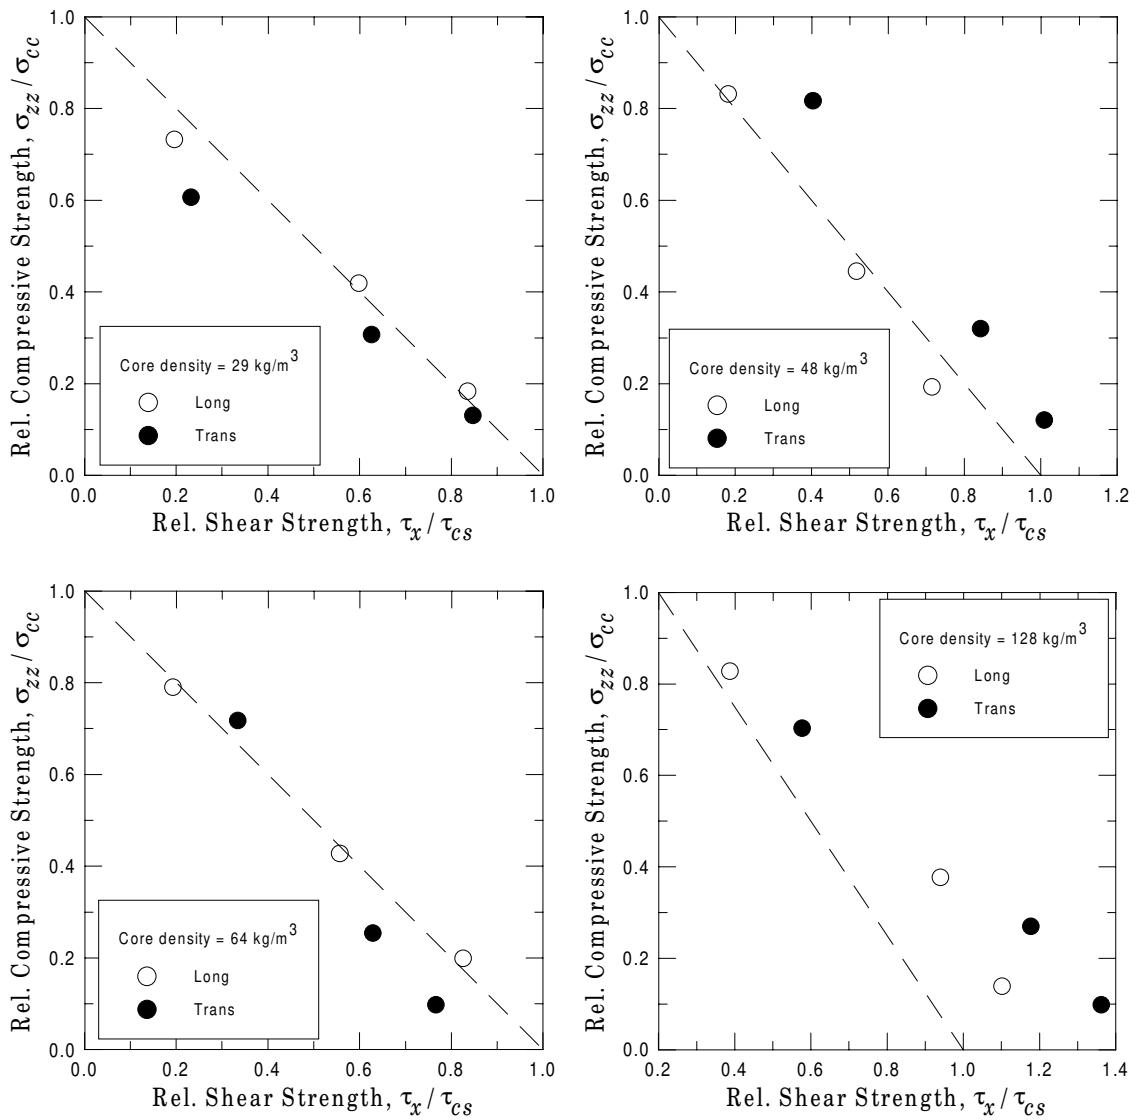 Rel. Compressive Strength, σzz/σcc
1.0
0.8
0.6
0.4
0.2
0.0
Core density = 29 kg/m³
Long
Trans
0.0 0.2 0.4 0.6 0.8 1.0
Rel. Shear Strength, τx/τcs
Rel. Compressive Strength, σzz/σcc
1.0
0.8
0.6
0.4
0.2
0.0
Core density = 48 kg/m³
Long
Trans
0.0 0.2 0.4 0.6 0.8 1.0 1.2
Rel. Shear Strength, τx/τcs
Rel. Compressive Strength, σzz/σcc
1.0
0.8
0.6
0.4
0.2
0.0
Core density = 64 kg/m³
Long
Trans
0.0 0.2 0.4 0.6 0.8 1.0
Rel. Shear Strength, τx/τcs
Rel. Compressive Strength, σzz/σcc
1.0
0.8
0.6
0.4
0.2
0.0
Core density = 128 kg/m³
Long
Trans
0.2 0.4 0.6 0.8 1.0 1.2 1.4
Rel. Shear Strength, τx/τcs